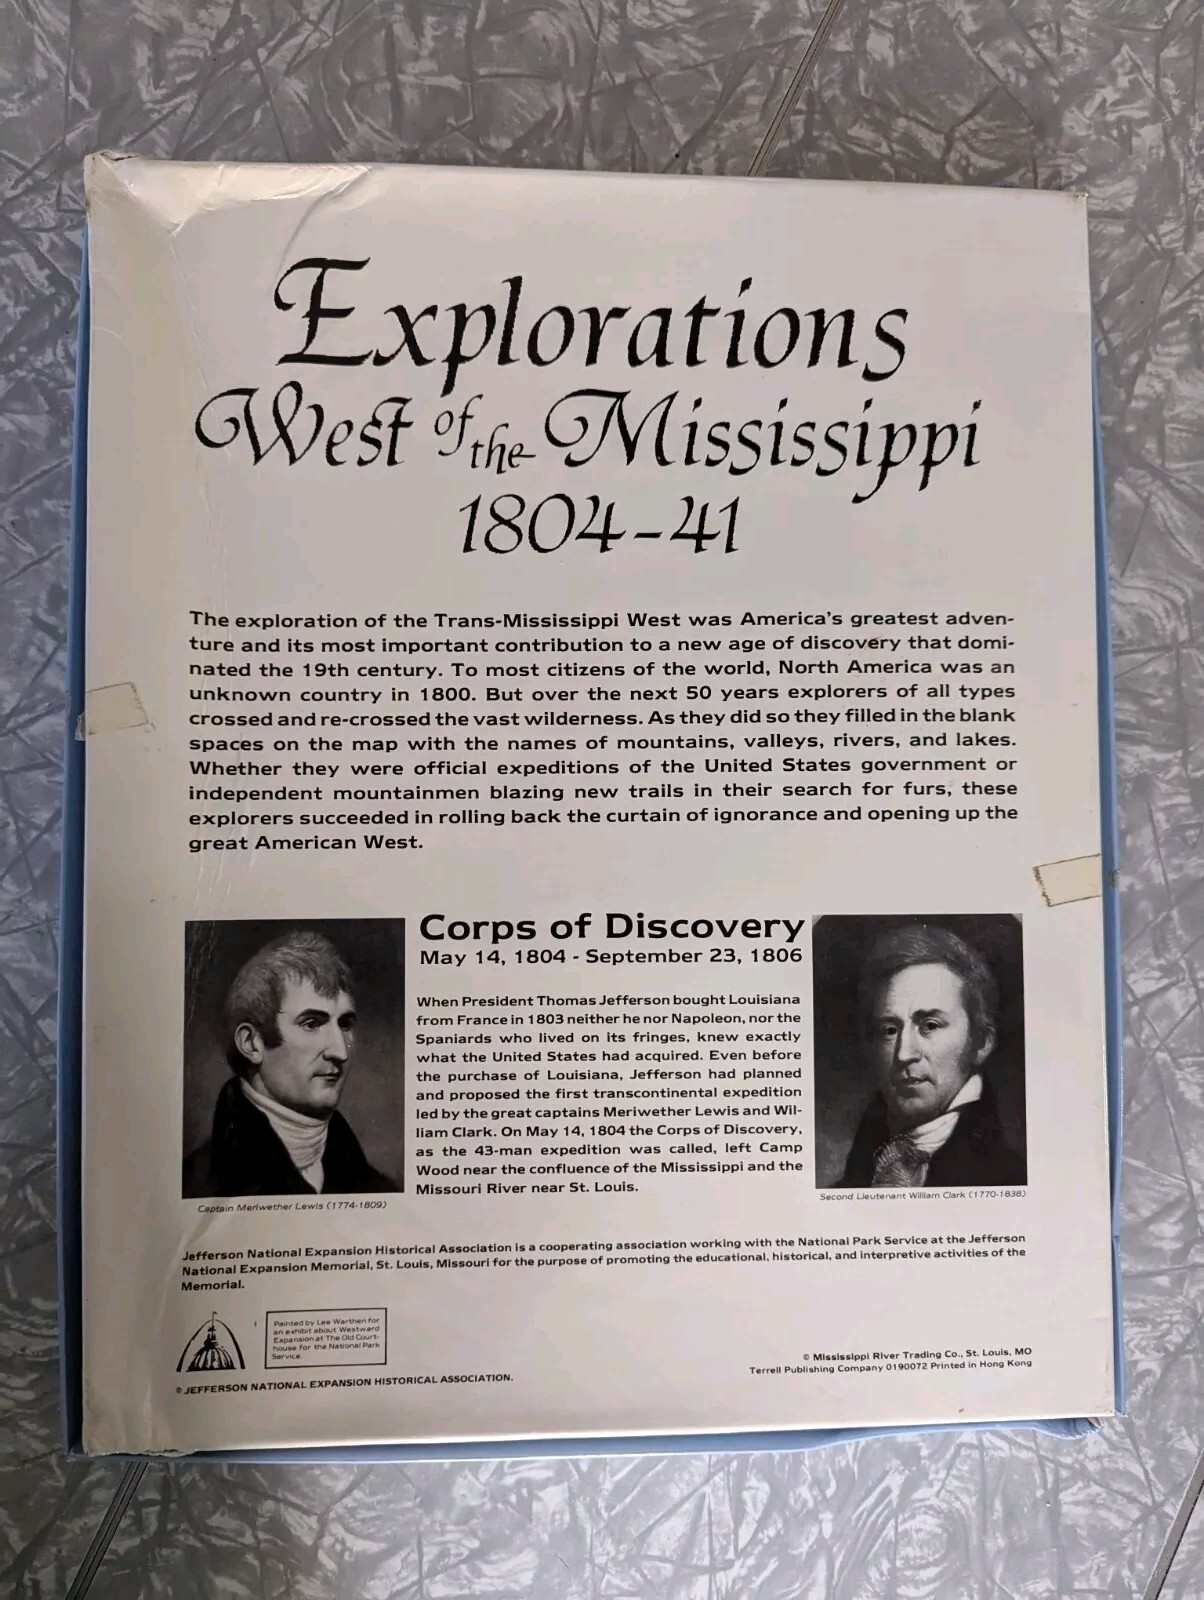 Explorations
West of the Mississippi
1804-41
The exploration of the Trans-Mississippi West was America's greatest adven-
ture and its most important contribution to a new age of discovery that domi-
nated the 19th century. To most citizens of the world, North America was an
unknown country in 1800. But over the next 50 years explorers of all types
crossed and re-crossed the vast wilderness. As they did so they filled in the blank
spaces on the map with the names of mountains, valleys, rivers, and lakes.
Whether they were official expeditions of the United States government or
independent mountainmen blazing new trails in their search for furs, these
explorers succeeded in rolling back the curtain of ignorance and opening up the
great American West.
Corps of Discovery
May 14, 1804 - September 23, 1806
When President Thomas Jefferson bought Louisiana
from France in 1803 neither he nor Napoleon, nor the
Spaniards who lived on its fringes, knew exactly
what the United States had acquired. Even before
the purchase of Louisiana, Jefferson had planned
and proposed the first transcontinental expedition
led by the great captains Meriwether Lewis and Wil-
liam Clark. On May 14, 1804 the Corps of Discovery,
as the 43-man expedition was called, left Camp
Wood near the confluence of the Mississippi and the
Missouri River near St. Louis.
Captain Meriwether Lewis (1774-1809)
Second Lieutenant William Clark (1770-1838)
Jefferson National Expansion Historical Association is a cooperating association working with the National Park Service at the Jefferson
National Expansion Memorial, St. Louis, Missouri for the purpose of promoting the educational, historical, and interpretive activities of the
Memorial.
Painted by Lee Warthen for
an exhibit about Westward
Expansion at The Old Court-
house for the National Park
Service.
© JEFFERSON NATIONAL EXPANSION HISTORICAL ASSOCIATION.
© Mississippi River Trading Co., St. Louis, MO
Terrell Publishing Company 0190072 Printed in Hong Kong